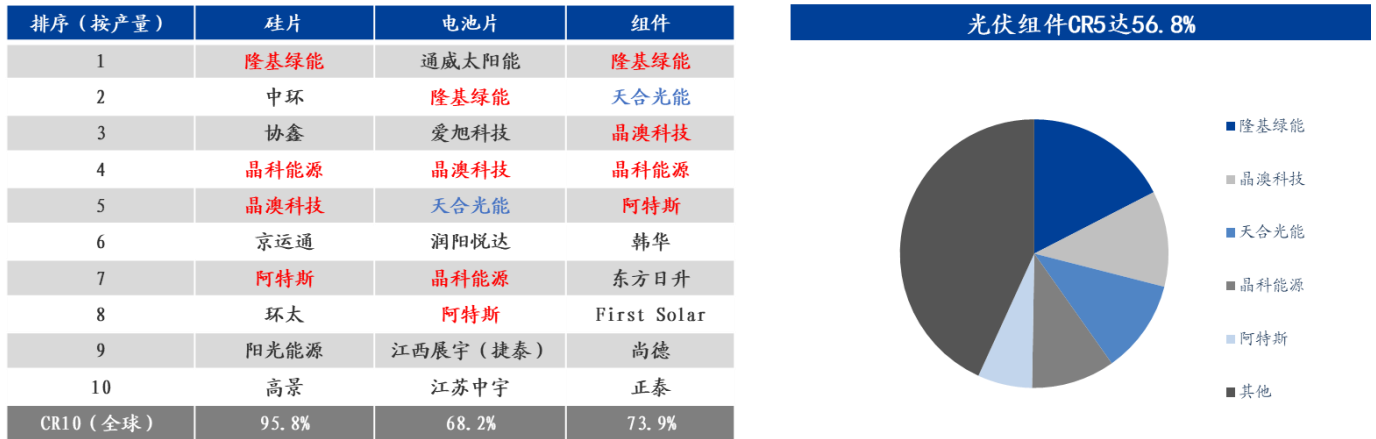 排序（按产量） 硅片 电池片 组件
1 隆基绿能 通威太阳能 隆基绿能
2 中环 隆基绿能 天合光能
3 协鑫 爱旭科技 晶澳科技
4 晶科能源 晶澳科技 晶科能源
5 晶澳科技 天合光能 阿特斯
6 京运通 润阳悦达 韩华
7 阿特斯 晶科能源 东方日升
8 环太 阿特斯 First Solar
9 阳光能源 江西展宇（捷泰） 尚德
10 高景 江苏中宇 正泰
CR10（全球） 95.8% 68.2% 73.9%
光伏组件CR5达56.8%
隆基绿能
晶澳科技
天合光能
晶科能源
阿特斯
其他